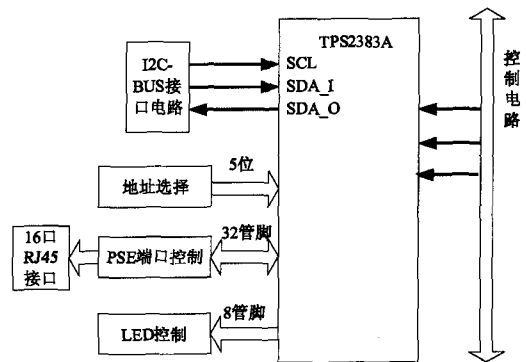 TPS2383A
I2C-
BUS接
口电路
SCL
SDA_I
SDA_O
控
制
电
路
5位
地址选择
16口
RJ45
接口
PSE端口控制
32管脚
8管脚
LED控制